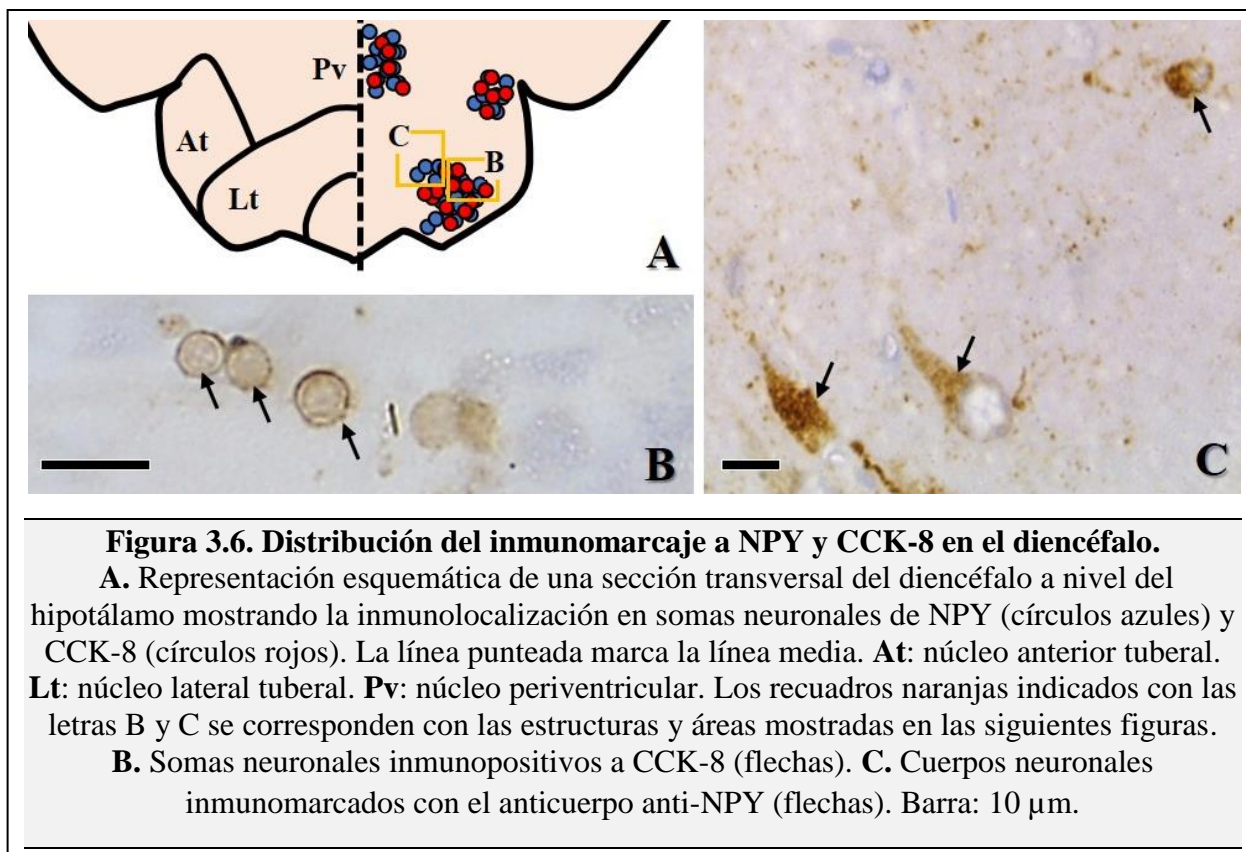 Pv
At
C
B
Lt
A
B
C
Figura 3.6. Distribución del inmunomarcaje a NPY y CCK-8 en el diencéfalo.
A. Representación esquemática de una sección transversal del diencéfalo a nivel del
hipotálamo mostrando la inmunolocalización en somas neuronales de NPY (círculos azules) y
CCK-8 (círculos rojos). La línea punteada marca la línea media. At: núcleo anterior tuberal.
Lt: núcleo lateral tuberal. Pv: núcleo periventricular. Los recuadros naranjas indicados con las
letras B y C se corresponden con las estructuras y áreas mostradas en las siguientes figuras.
B. Somas neuronales inmunopositivos a CCK-8 (flechas). C. Cuerpos neuronales
inmunomarcados con el anticuerpo anti-NPY (flechas). Barra: 10 µm.